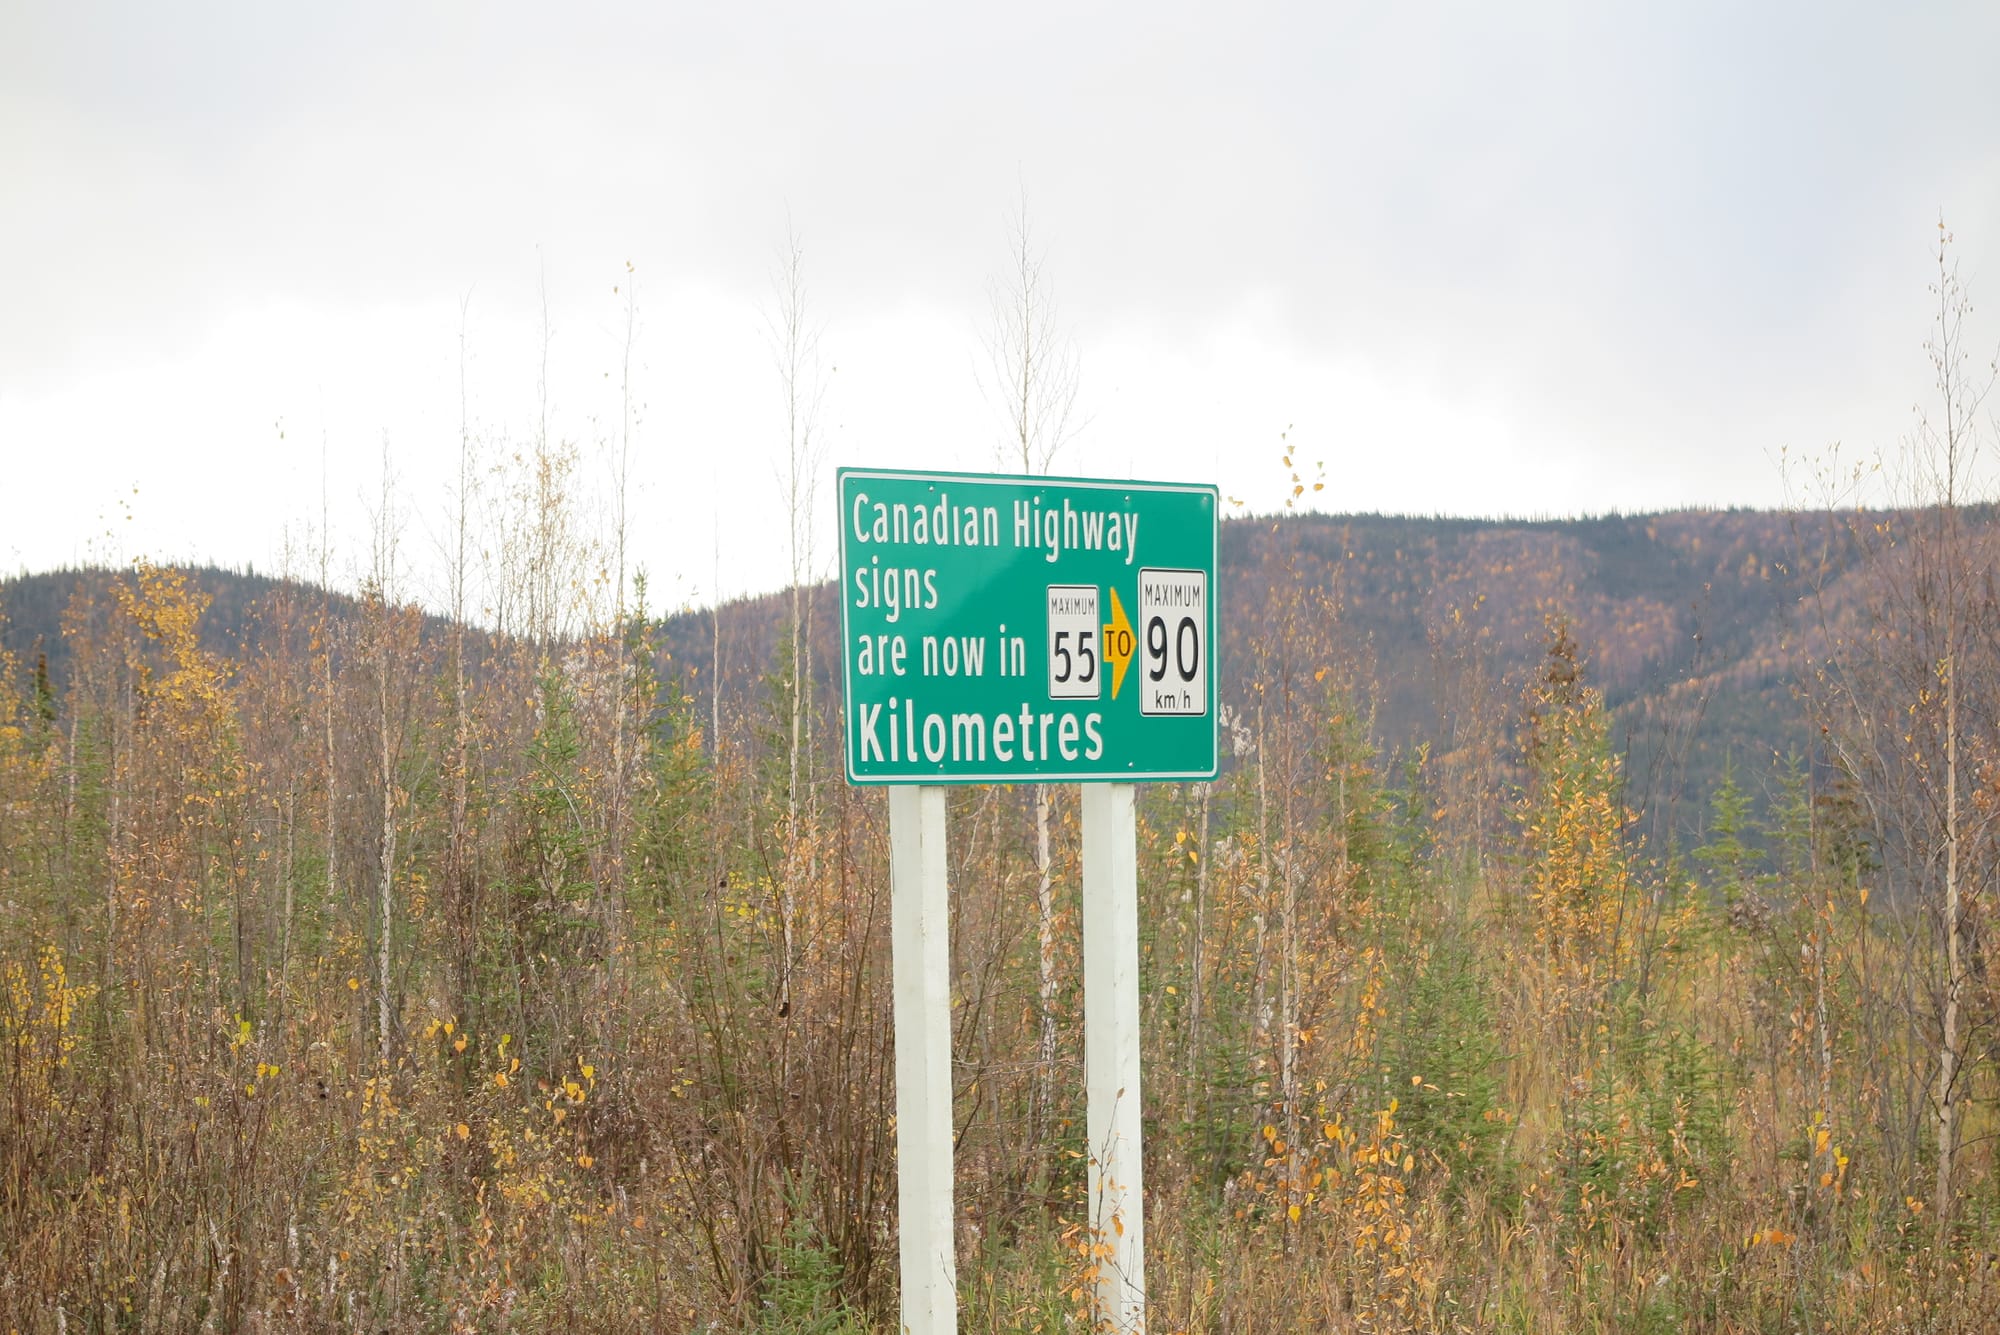 Canadian Highway
signs
are now in
Kilometres
MAXIMUM
55
TO
MAXIMUM
90
km/h